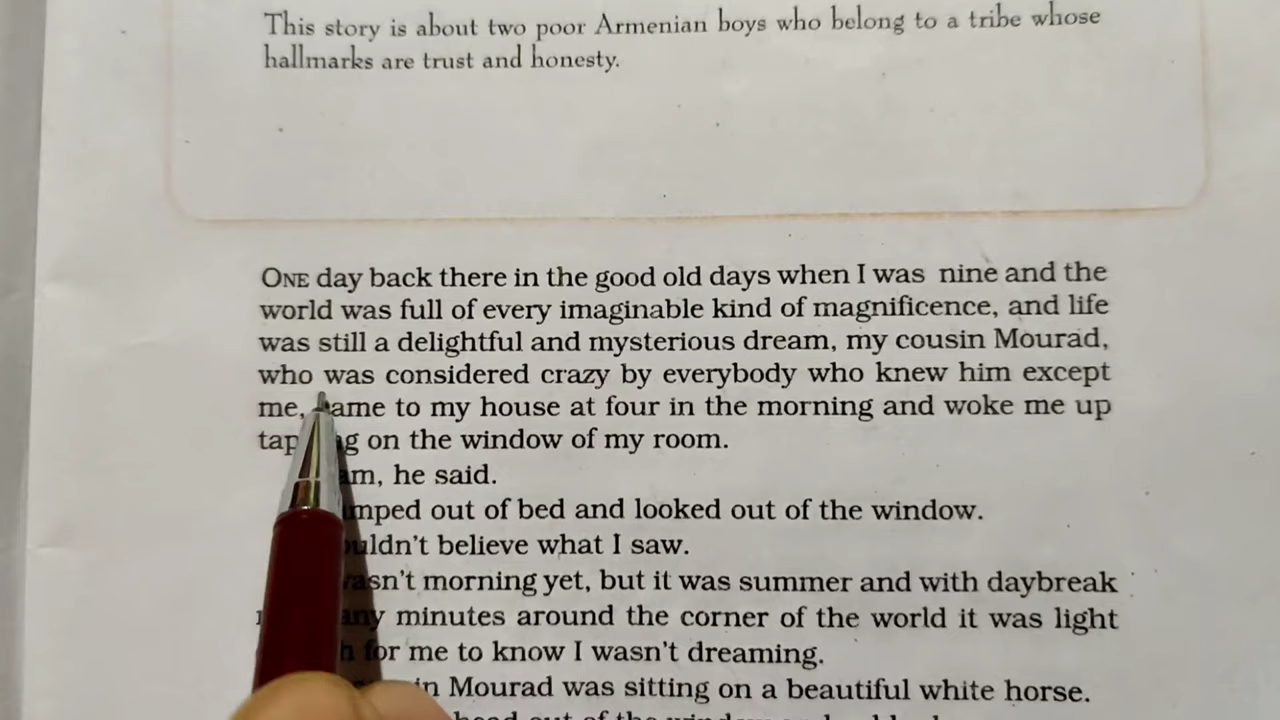 This story is about two poor Armenian boys who belong to a tribe whose
hallmarks are trust and honesty.
ONE day back there in the good old days when I was nine and the
world was full of every imaginable kind of magnificence, and life
was still a delightful and mysterious dream, my cousin Mourad,
who was considered crazy by everybody who knew him except
me, came to my house at four in the morning and woke me up
tapping on the window of my room.
he said.
out of bed and looked out of the window.
believe what I saw.
morning yet, but it was summer and with daybreak
minutes around the corner of the world it was light
for me to know I wasn't dreaming.
Mourad was sitting on a beautiful white horse.
out of the